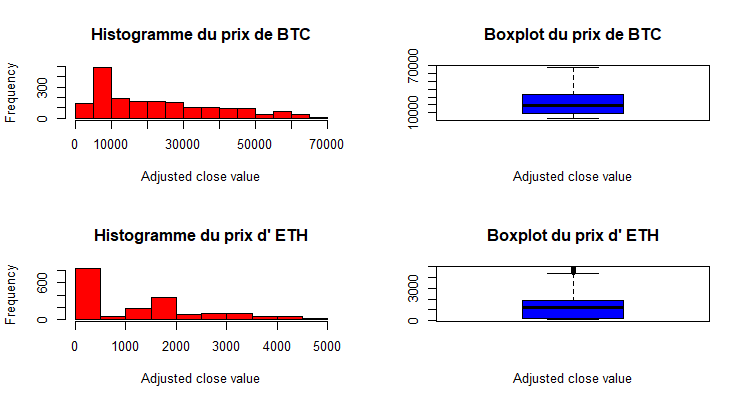 Histogramme du prix de BTC
Frequency
300
0
0 10000 30000 50000 70000
Adjusted close value
Boxplot du prix de BTC
70000
10000
Adjusted close value
Histogramme du prix d' ETH
Frequency
600
0
0 1000 2000 3000 4000 5000
Adjusted close value
Boxplot du prix d' ETH
3000
0
Adjusted close value